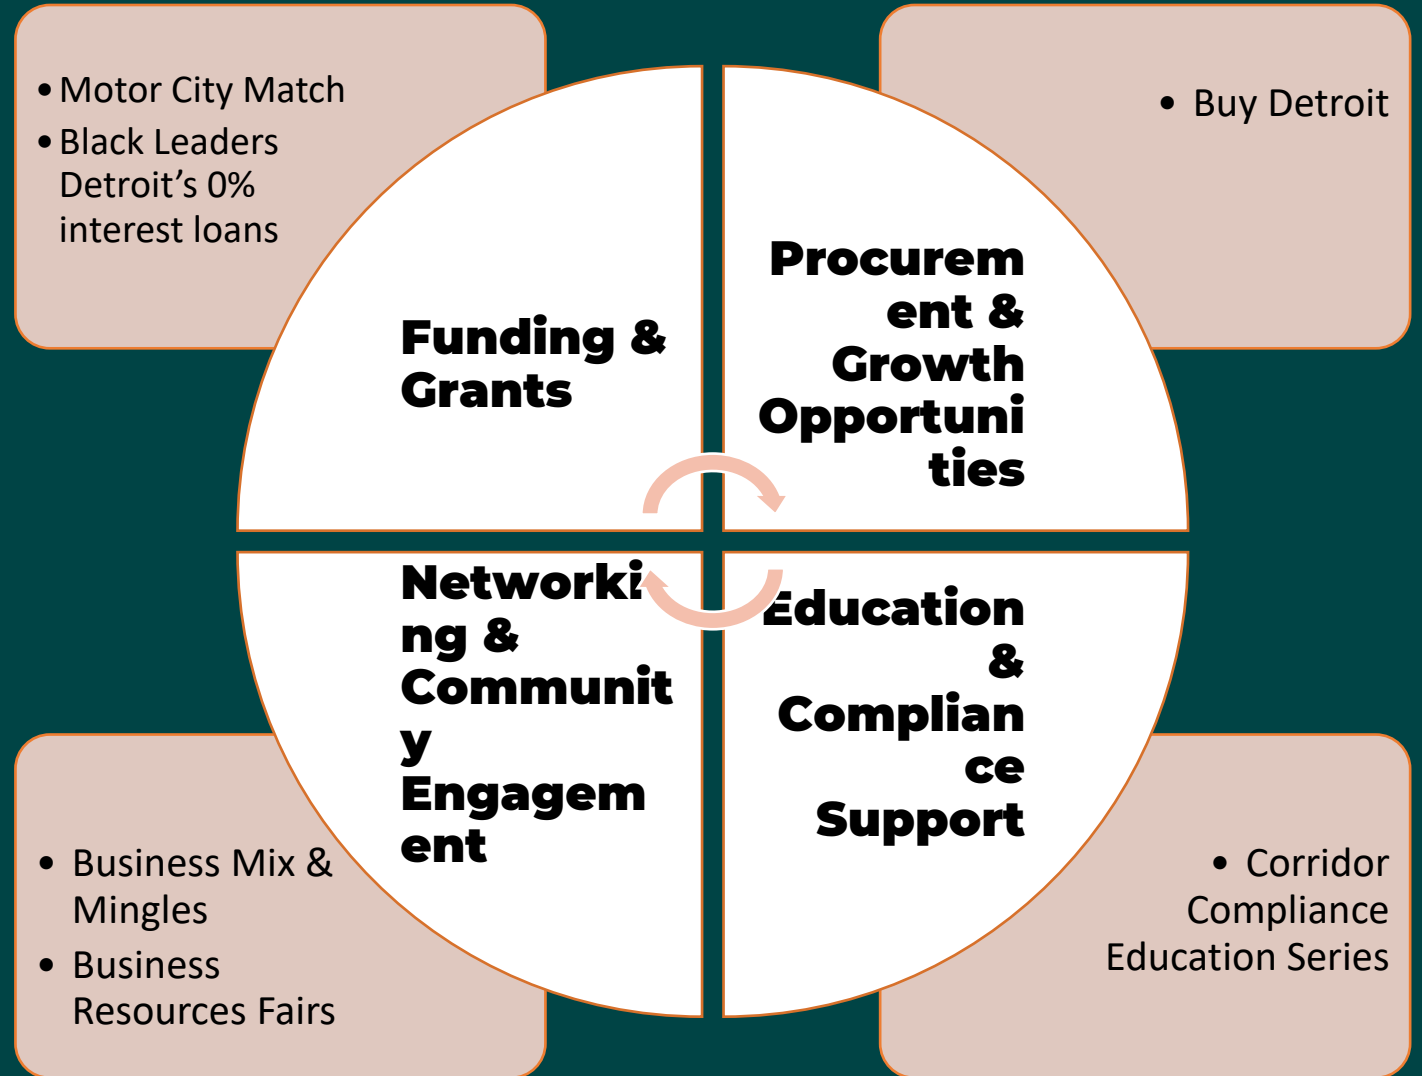 • Motor City Match
• Black Leaders
Detroit’s 0%
interest loans
Funding &
Grants
• Buy Detroit
Procurem
ent &
Growth
Opportuni
ties
Networki
ng &
Communit
y
Engagem
ent
• Business Mix &
Mingles
• Business
Resources Fairs
Education
&
Complian
ce
Support
• Corridor
Compliance
Education Series